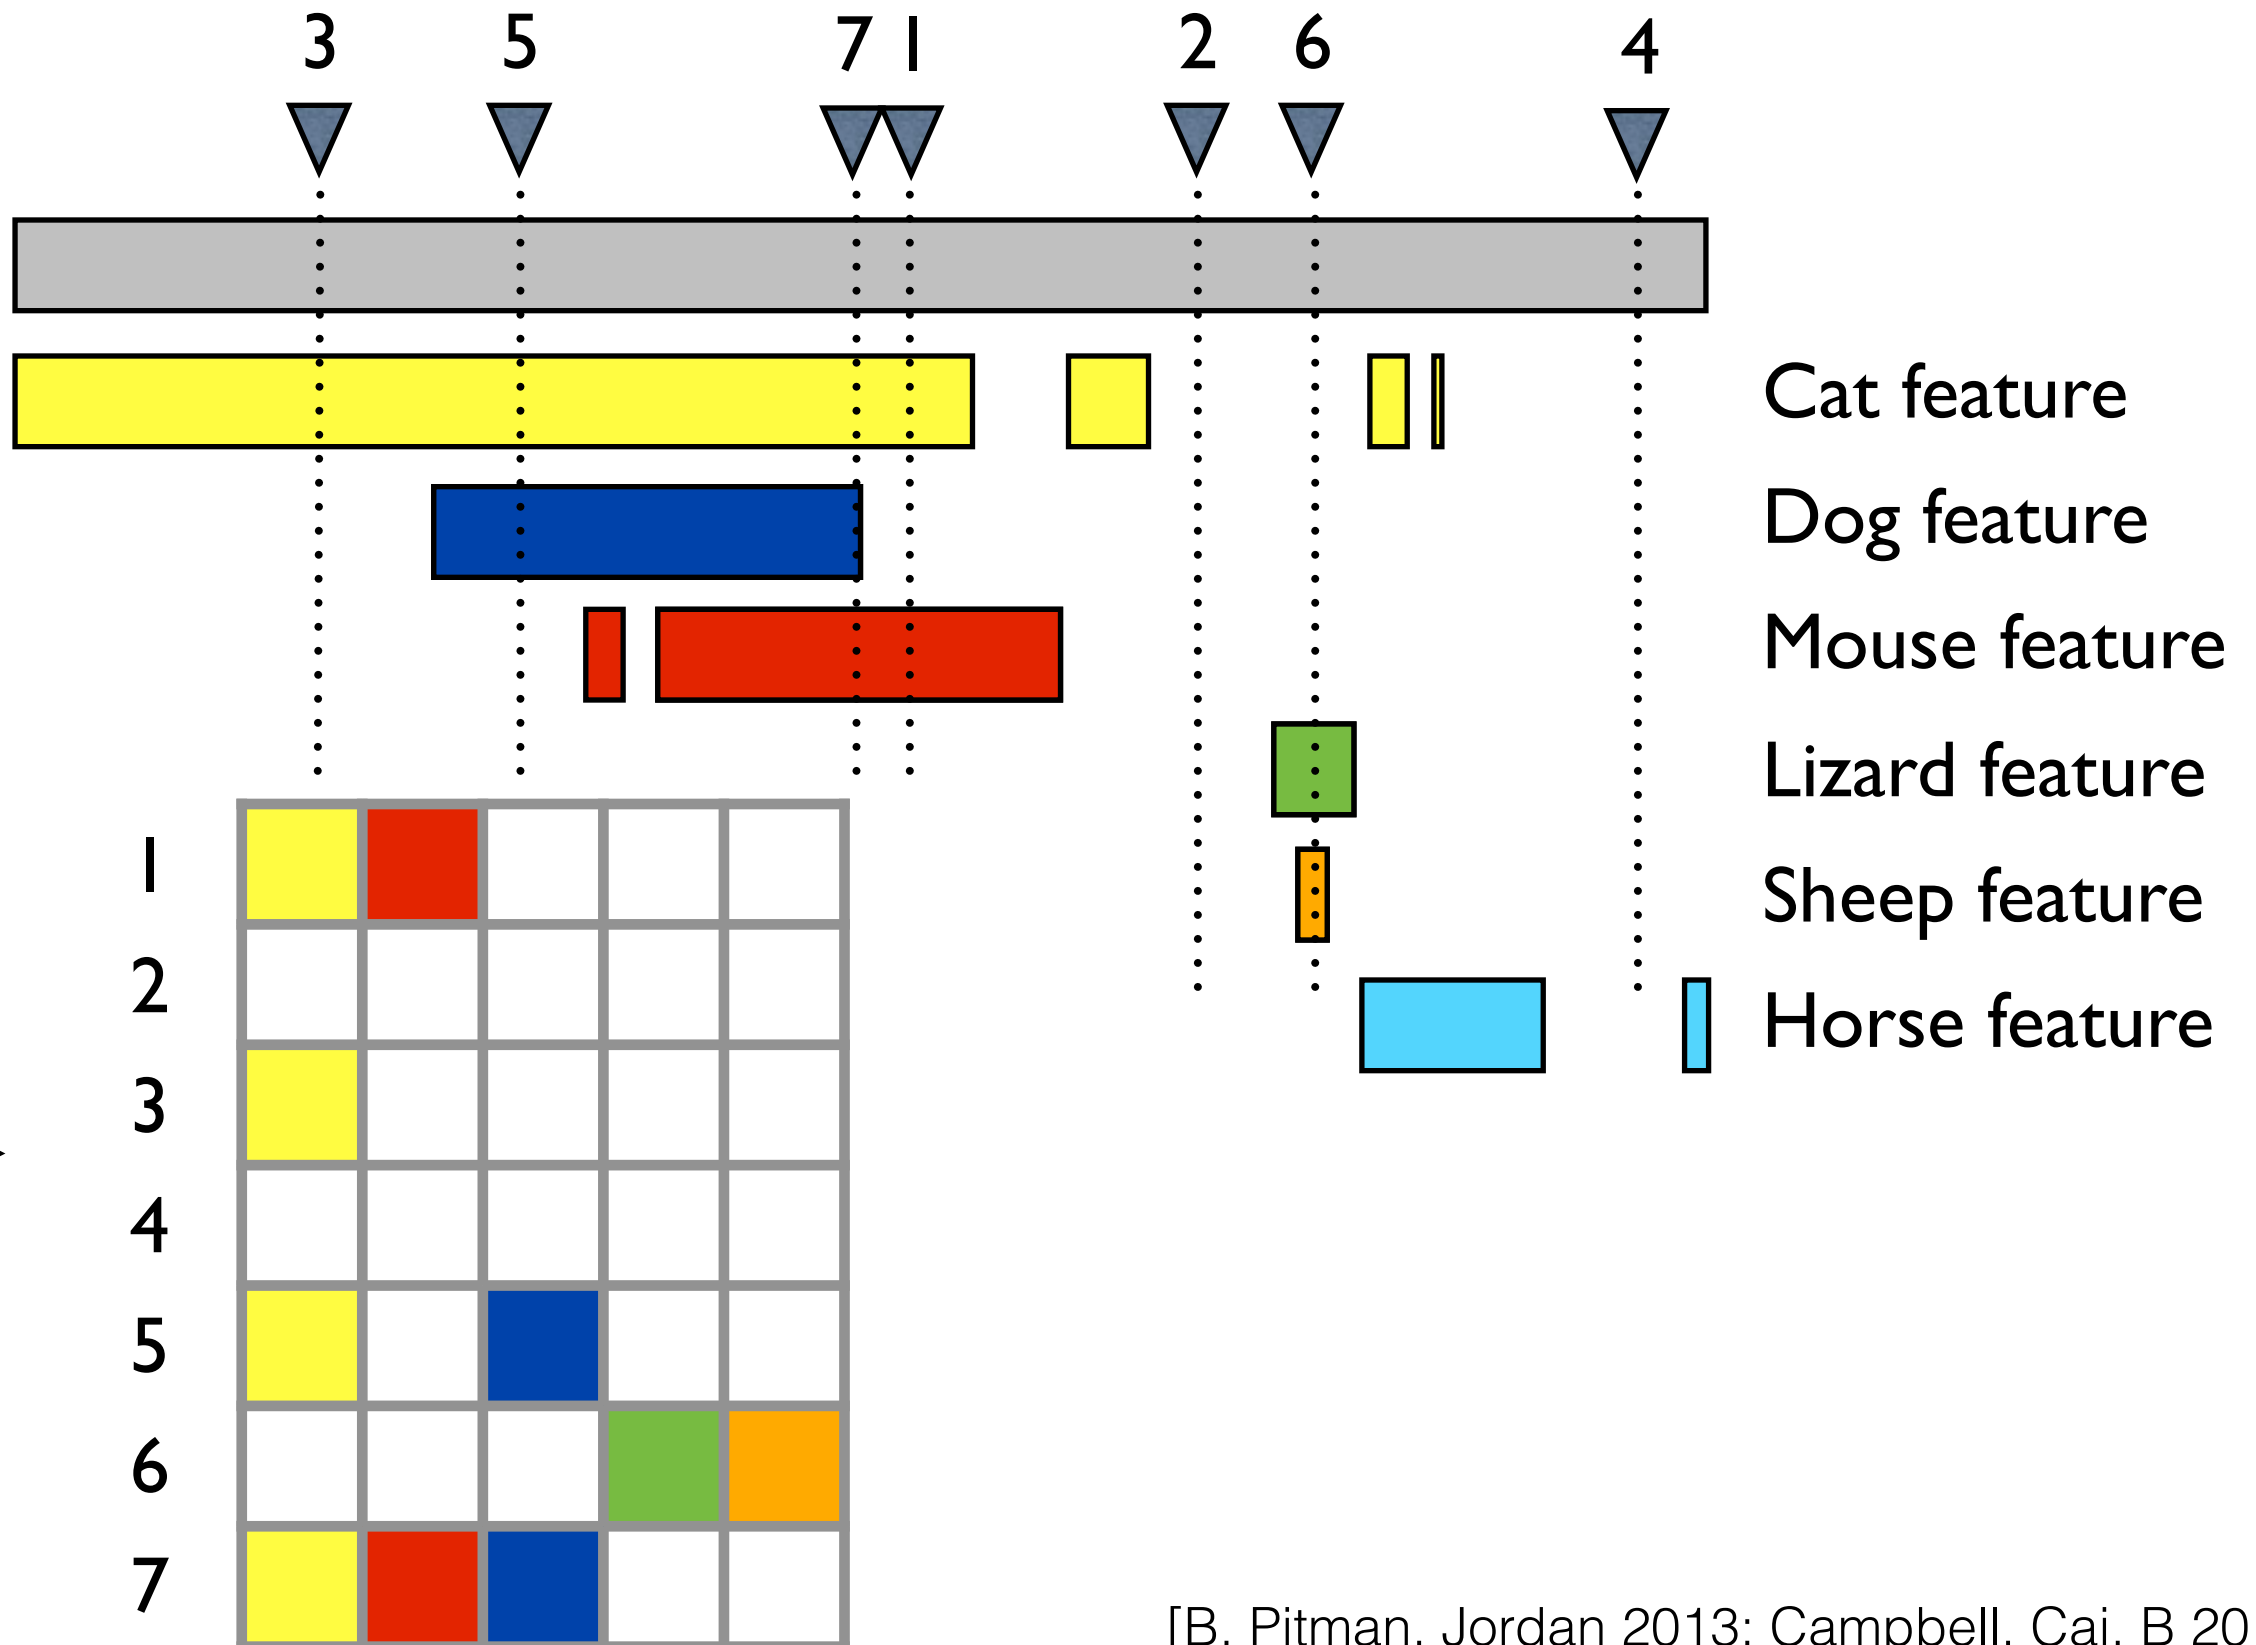 3 5 7 1 2 6 4
Cat feature
Dog feature
Mouse feature
Lizard feature
Sheep feature
Horse feature
1
2
3
4
5
6
7
[B, Pitman, Jordan 2013; Campbell, Cai, B 20